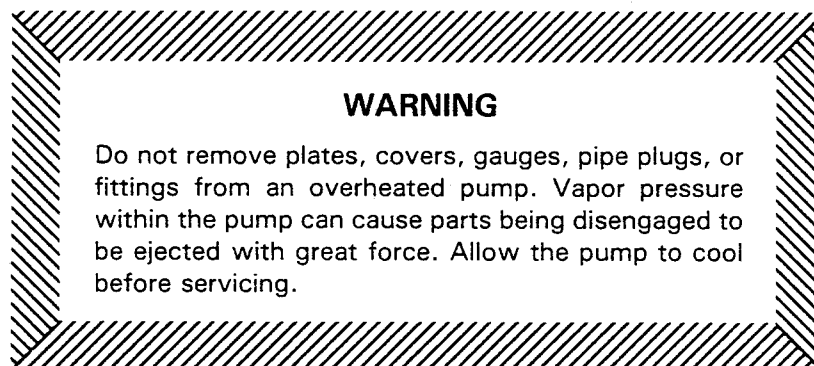 WARNING
Do not remove plates, covers, gauges, pipe plugs, or
fittings from an overheated pump. Vapor pressure
within the pump can cause parts being disengaged to
be ejected with great force. Allow the pump to cool
before servicing.